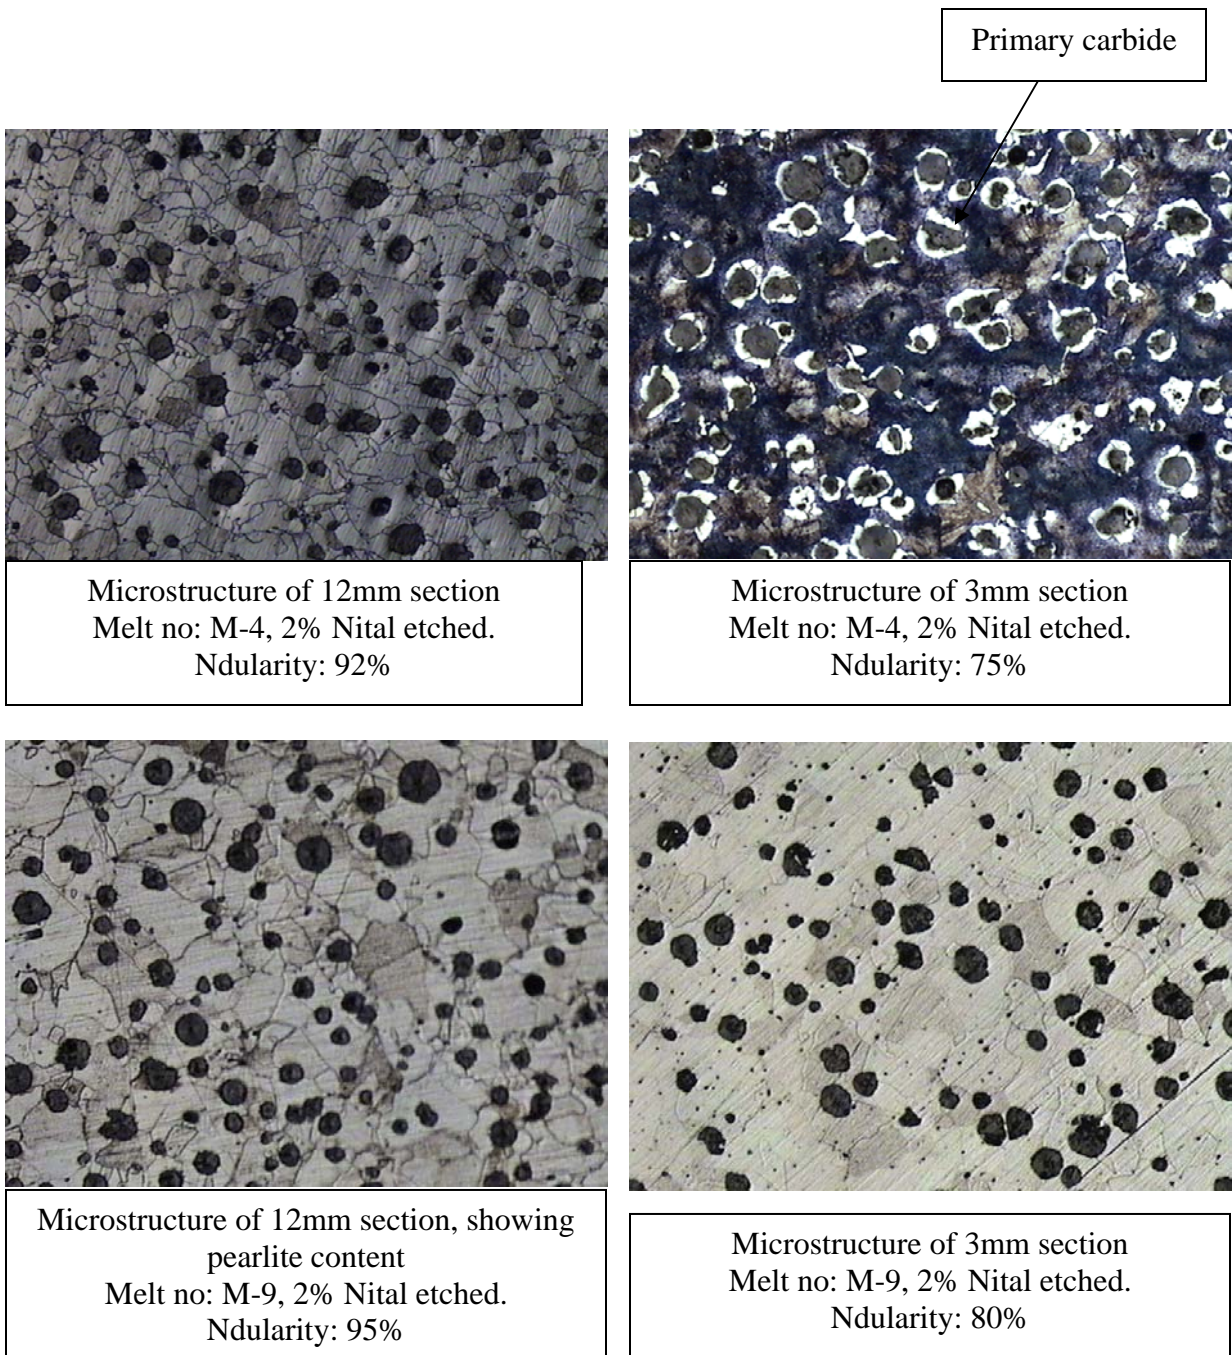 Primary carbide
Microstructure of 12mm section
Melt no: M-4, 2% Nital etched.
Ndularity: 92%
Microstructure of 3mm section
Melt no: M-4, 2% Nital etched.
Ndularity: 75%
Microstructure of 12mm section, showing
pearlite content
Melt no: M-9, 2% Nital etched.
Ndularity: 95%
Microstructure of 3mm section
Melt no: M-9, 2% Nital etched.
Ndularity: 80%